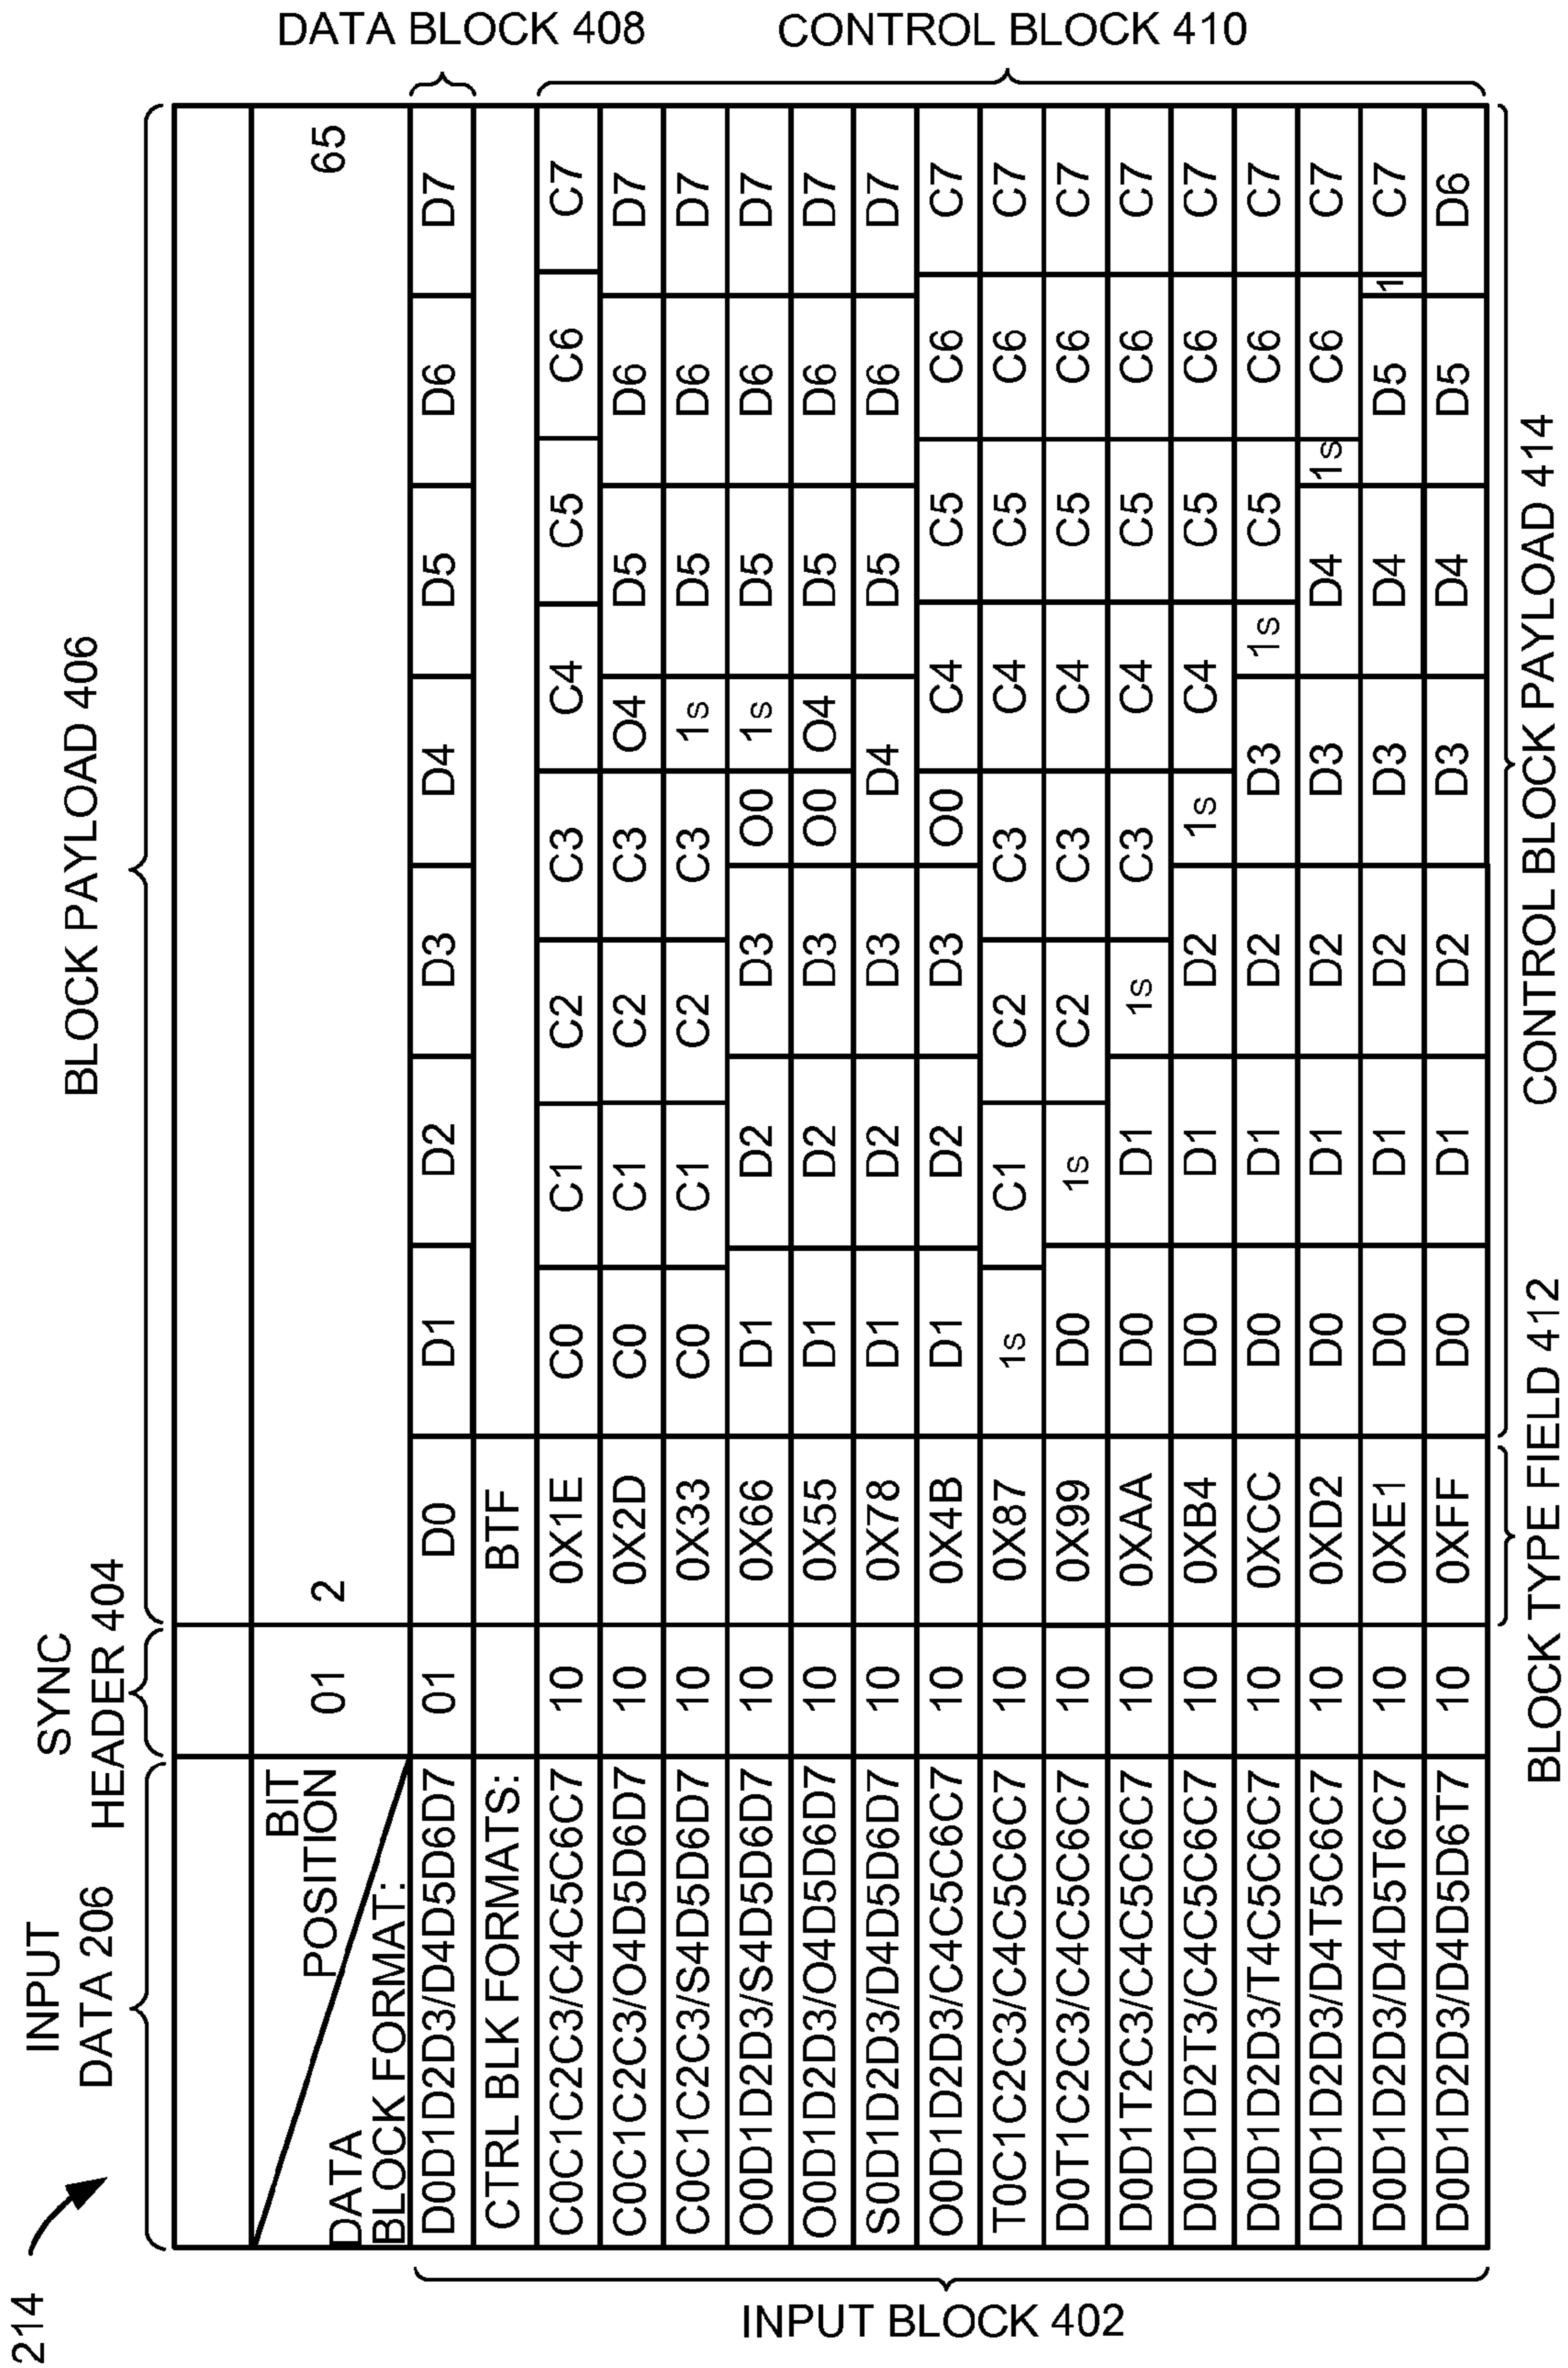 214
INPUT
DATA 206
SYNC
HEADER 404
BLOCK PAYLOAD 406
BIT
POSITION
01 2 65
DATA
BLOCK FORMAT:
D0D1D2D3/D4D5D6D7 01 D0 D1 D2 D3 D4 D5 D6 D7
DATA BLOCK 408
CTRL BLK FORMATS: BTF
C0C1C2C3/C4C5C6C7 10 0X1E C0 C1 C2 C3 C4 C5 C6 C7
C0C1C2C3/O4D5D6D7 10 0X2D C0 C1 C2 C3 O4 D5 D6 D7
C0C1C2C3/S4D5D6D7 10 0X33 C0 C1 C2 C3 1s D5 D6 D7
O0D1D2D3/S4D5D6D7 10 0X66 D1 D2 D3 O0 1s D5 D6 D7
O0D1D2D3/O4D5D6D7 10 0X55 D1 D2 D3 O0 O4 D5 D6 D7
S0D1D2D3/D4D5D6D7 10 0X78 D1 D2 D3 D4 D5 D6 D7
O0D1D2D3/C4C5C6C7 10 0X4B D1 D2 D3 O0 C4 C5 C6 C7
T0C1C2C3/C4C5C6C7 10 0X87 1s C1 C2 C3 C4 C5 C6 C7
D0T1C2C3/C4C5C6C7 10 0X99 D0 1s C2 C3 C4 C5 C6 C7
D0D1T2C3/C4C5C6C7 10 0XAA D0 D1 1s C3 C4 C5 C6 C7
D0D1D2T3/C4C5C6C7 10 0XB4 D0 D1 D2 1s C4 C5 C6 C7
D0D1D2D3/T4C5C6C7 10 0XCC D0 D1 D2 D3 1s C5 C6 C7
D0D1D2D3/D4T5C6C7 10 0XD2 D0 D1 D2 D3 D4 1s C6 C7
D0D1D2D3/D4D5T6C7 10 0XE1 D0 D1 D2 D3 D4 D5 1 C7
D0D1D2D3/D4D5D6T7 10 0XFF D0 D1 D2 D3 D4 D5 D6
CONTROL BLOCK 410
INPUT BLOCK 402
BLOCK TYPE FIELD 412
CONTROL BLOCK PAYLOAD 414